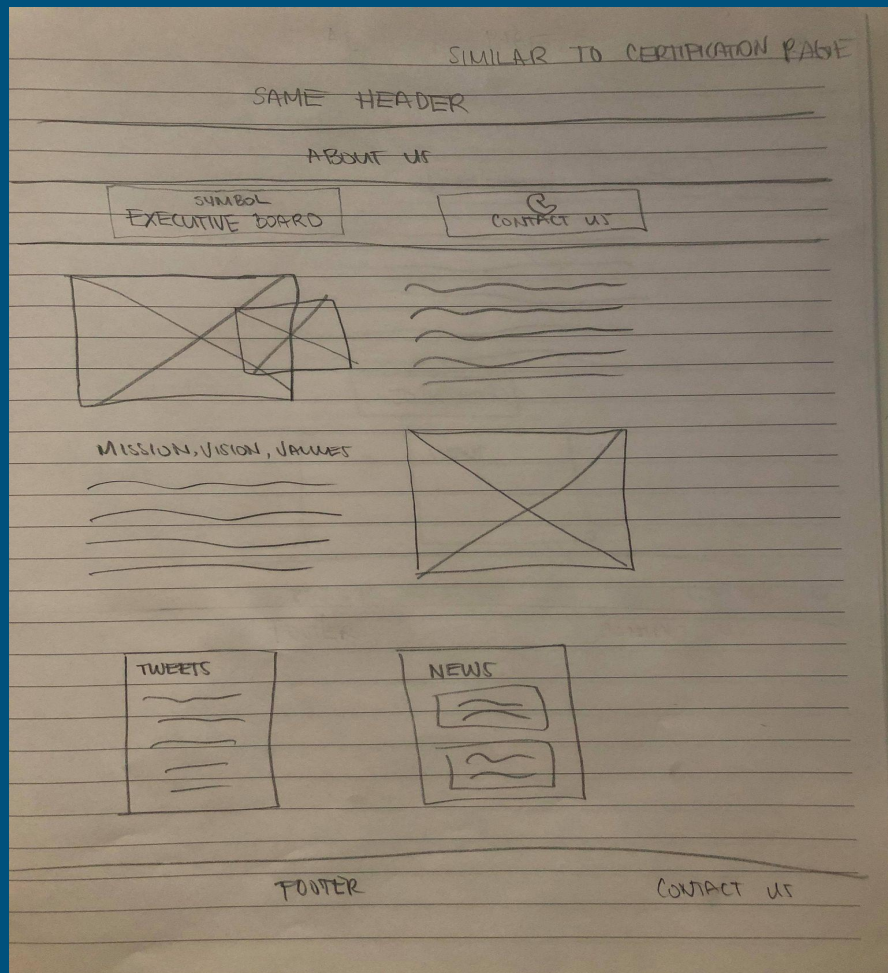 SIMILAR TO CERTIFICATION PAGE
SAME HEADER
ABOUT US
SYMBOL
EXECUTIVE BOARD
CONTACT US
MISSION, VISION, VALUES
TWEETS
NEWS
FOOTER
CONTACT US